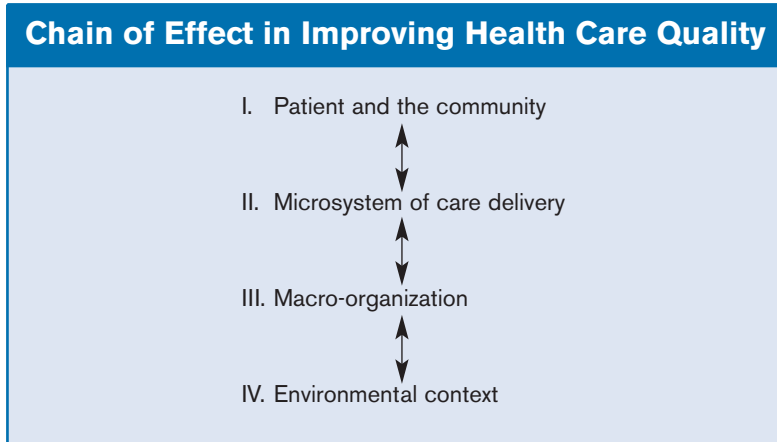 Chain of Effect in Improving Health Care Quality
I. Patient and the community
II. Microsystem of care delivery
III. Macro-organization
IV. Environmental context